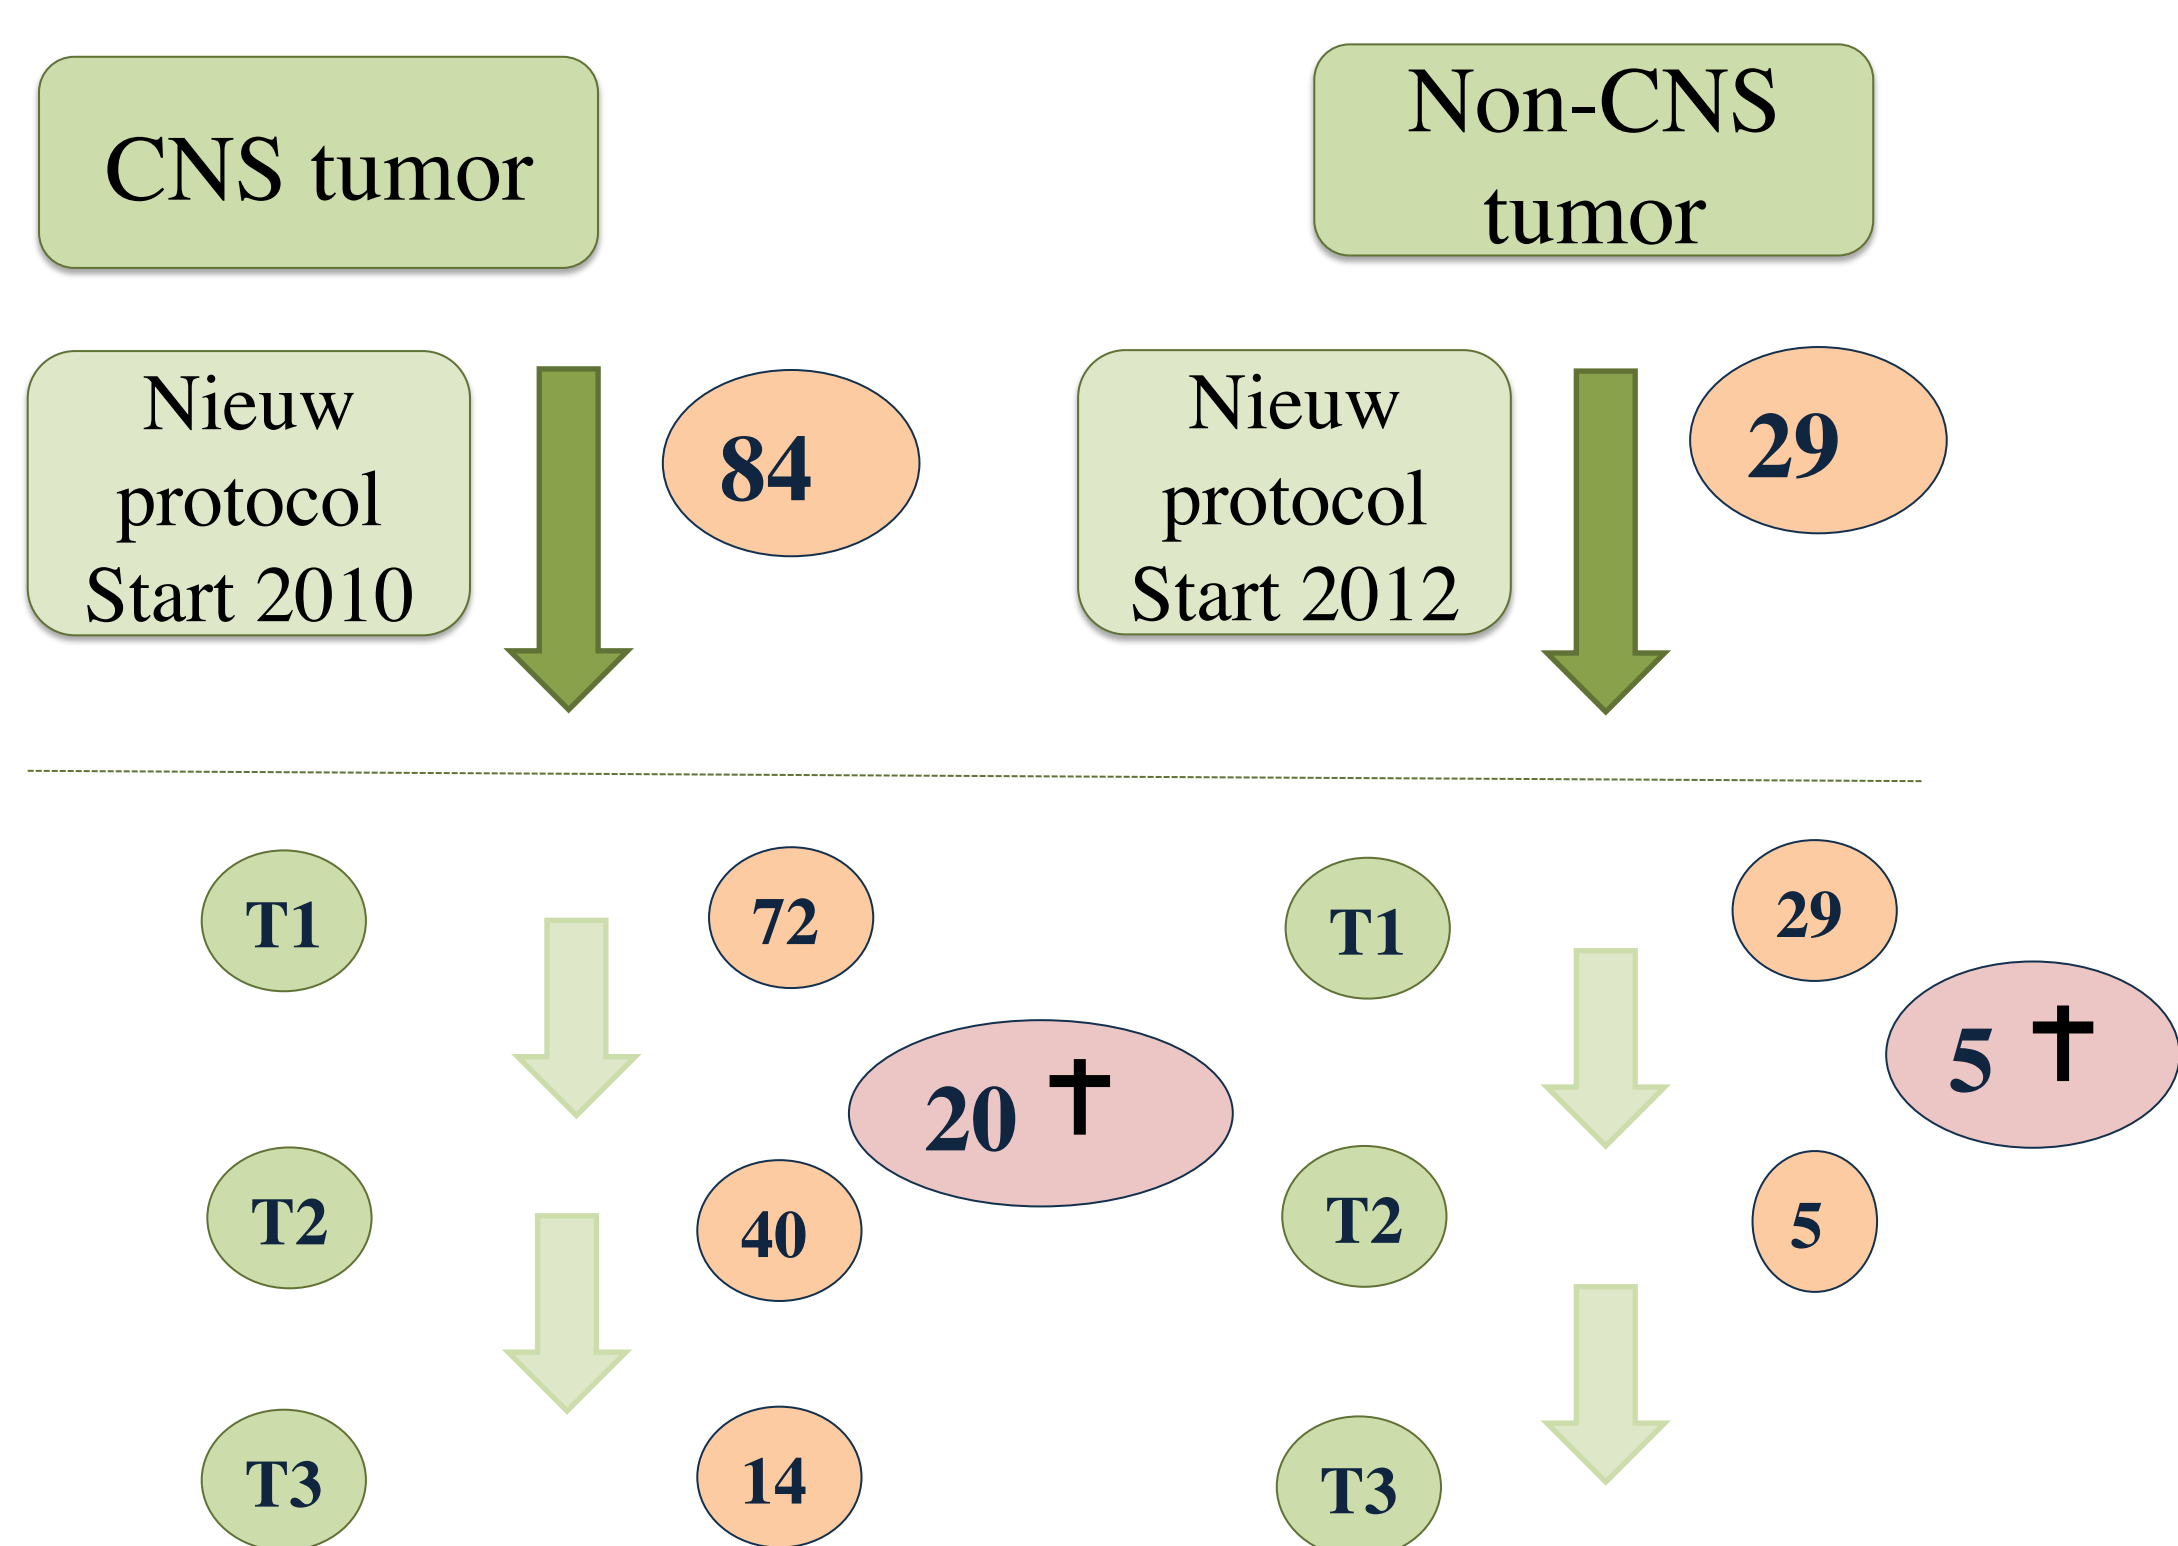 CNS tumor
Non-CNS
tumor
Nieuw
protocol
Start 2010
84
Nieuw
protocol
Start 2012
29
T1
72
T1
29
20 ✝
5 ✝
T2
40
T2
5
T3
14
T3